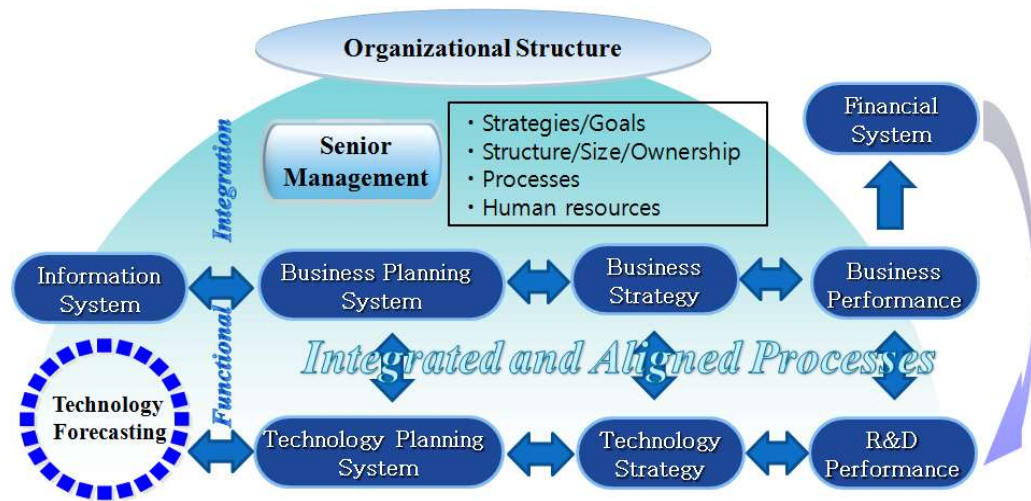 Organizational Structure
Senior
Management
・Strategies/Goals
・Structure/Size/Ownership
・Processes
・Human resources
Financial
System
Integration
Information
System
Business Planning
System
Business
Strategy
Business
Performance
Functional
Integrated and Aligned Processes
Technology
Forecasting
Technology Planning
System
Technology
Strategy
R&D
Performance